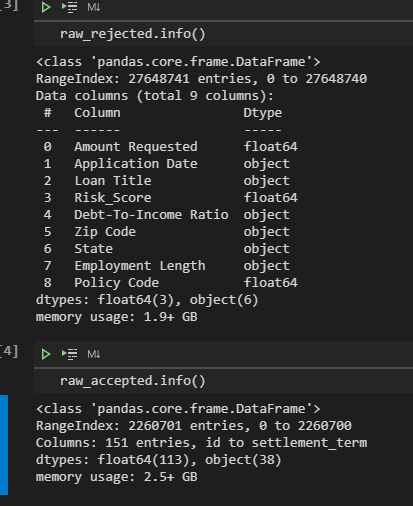 3]
M↓
raw_rejected.info()
<class 'pandas.core.frame.DataFrame'>
RangeIndex: 27648741 entries, 0 to 27648740
Data columns (total 9 columns):
 #   Column                Dtype
---  ------                -----
 0   Amount Requested      float64
 1   Application Date      object
 2   Loan Title            object
 3   Risk_Score            float64
 4   Debt-To-Income Ratio  object
 5   Zip Code              object
 6   State                 object
 7   Employment Length     object
 8   Policy Code           float64
dtypes: float64(3), object(6)
memory usage: 1.9+ GB
[4] M↓
raw_accepted.info()
<class 'pandas.core.frame.DataFrame'>
RangeIndex: 2260701 entries, 0 to 2260700
Columns: 151 entries, id to settlement_term
dtypes: float64(113), object(38)
memory usage: 2.5+ GB